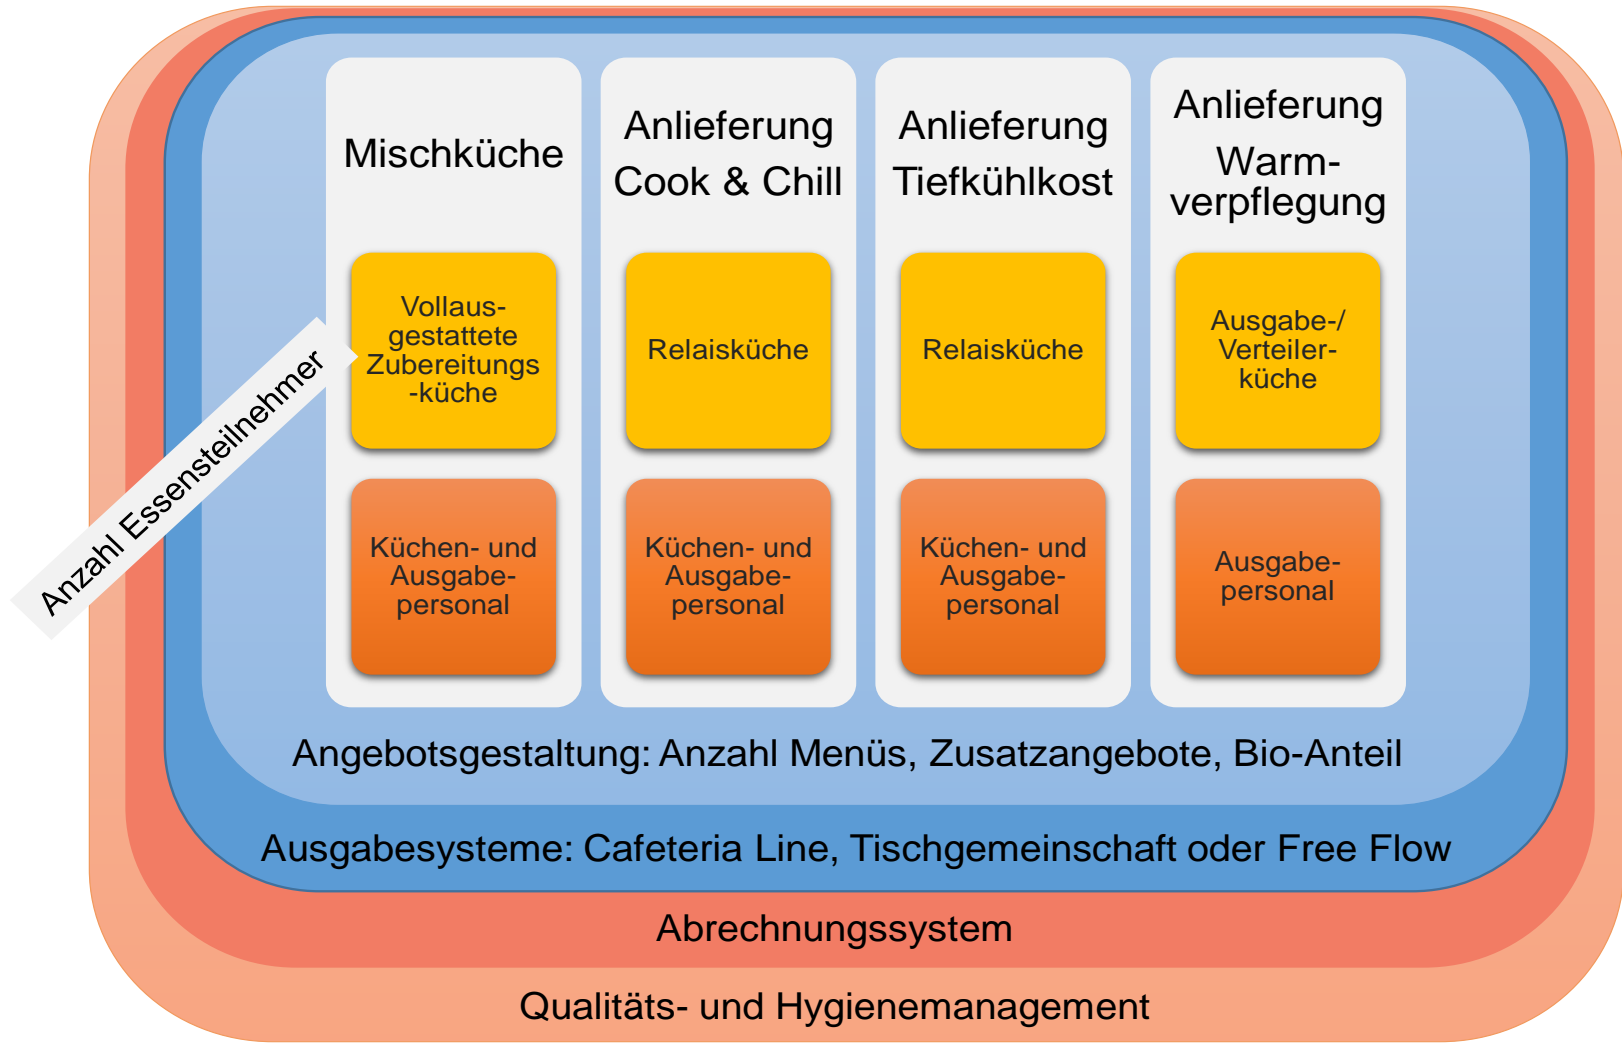 Mischküche
Anlieferung
Cook & Chill
Anlieferung
Tiefkühlkost
Anlieferung
Warm-
verpflegung
Vollaus-
gestattete
Zubereitungs
-küche
Relaisküche
Relaisküche
Ausgabe-/
Verteiler-
küche
Anzahl Essensteilnehmer
Küchen- und
Ausgabe-
personal
Küchen- und
Ausgabe-
personal
Küchen- und
Ausgabe-
personal
Ausgabe-
personal
Angebotsgestaltung: Anzahl Menüs, Zusatzangebote, Bio-Anteil
Ausgabesysteme: Cafeteria Line, Tischgemeinschaft oder Free Flow
Abrechnungssystem
Qualitäts- und Hygienemanagement